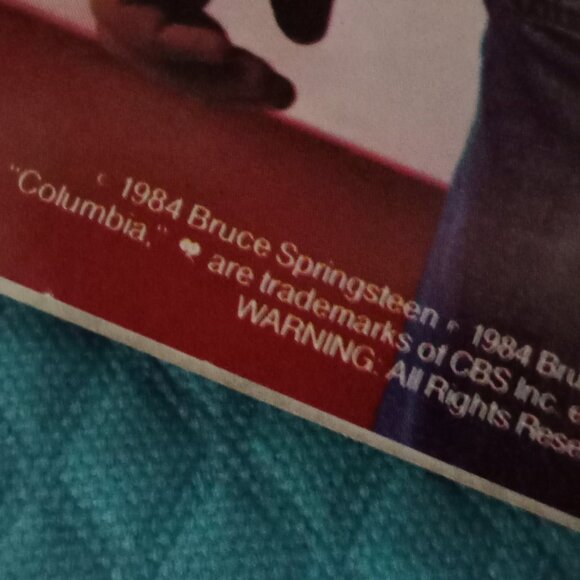 1984 Bruce Springsteen ℗ 1984 Bru
"Columbia," are trademarks of CBS Inc. e
WARNING: All Rights Rese